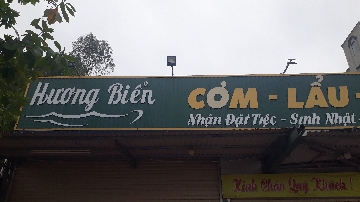 Hương Biển
CƠM - LẨU -
Nhận Đặt Tiệc - Sinh Nhật -
Kính Chào Quý Khách!